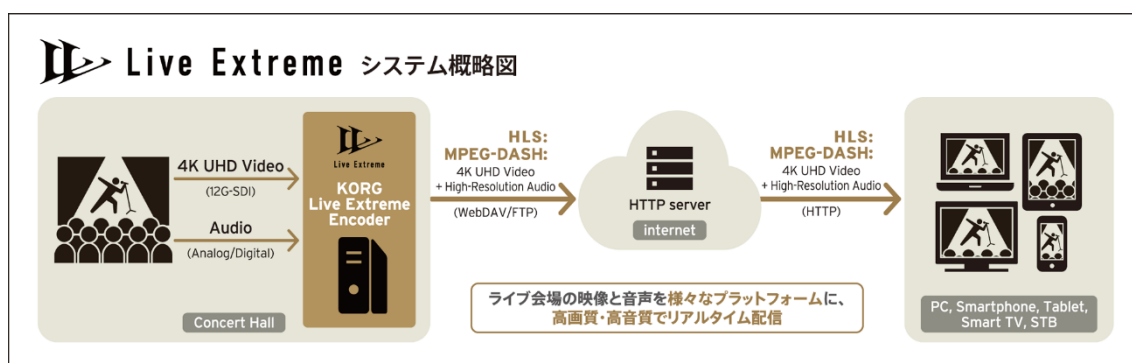 Live Extreme システム概略図
4K UHD Video
(12G-SDI)
Audio
(Analog/Digital)
Live Extreme
KORG
Live Extreme
Encoder
Concert Hall
HLS:
MPEG-DASH:
4K UHD Video
+ High-Resolution Audio
(WebDAV/FTP)
HTTP server
internet
HLS:
MPEG-DASH:
4K UHD Video
+ High-Resolution Audio
(HTTP)
PC, Smartphone, Tablet,
Smart TV, STB
ライブ会場の映像と音声を様々なプラットフォームに、
高画質・高音質でリアルタイム配信